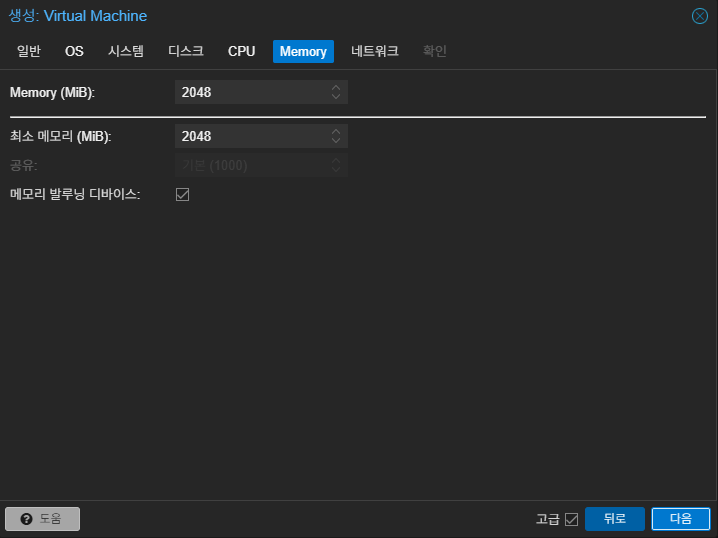 생성: Virtual Machine
일반 OS 시스템 디스크 CPU Memory 네트워크 확인
Memory (MiB): 2048
최소 메모리 (MiB): 2048
공유: 기본 (1000)
메모리 발루닝 디바이스:
도움 고급 뒤로 다음